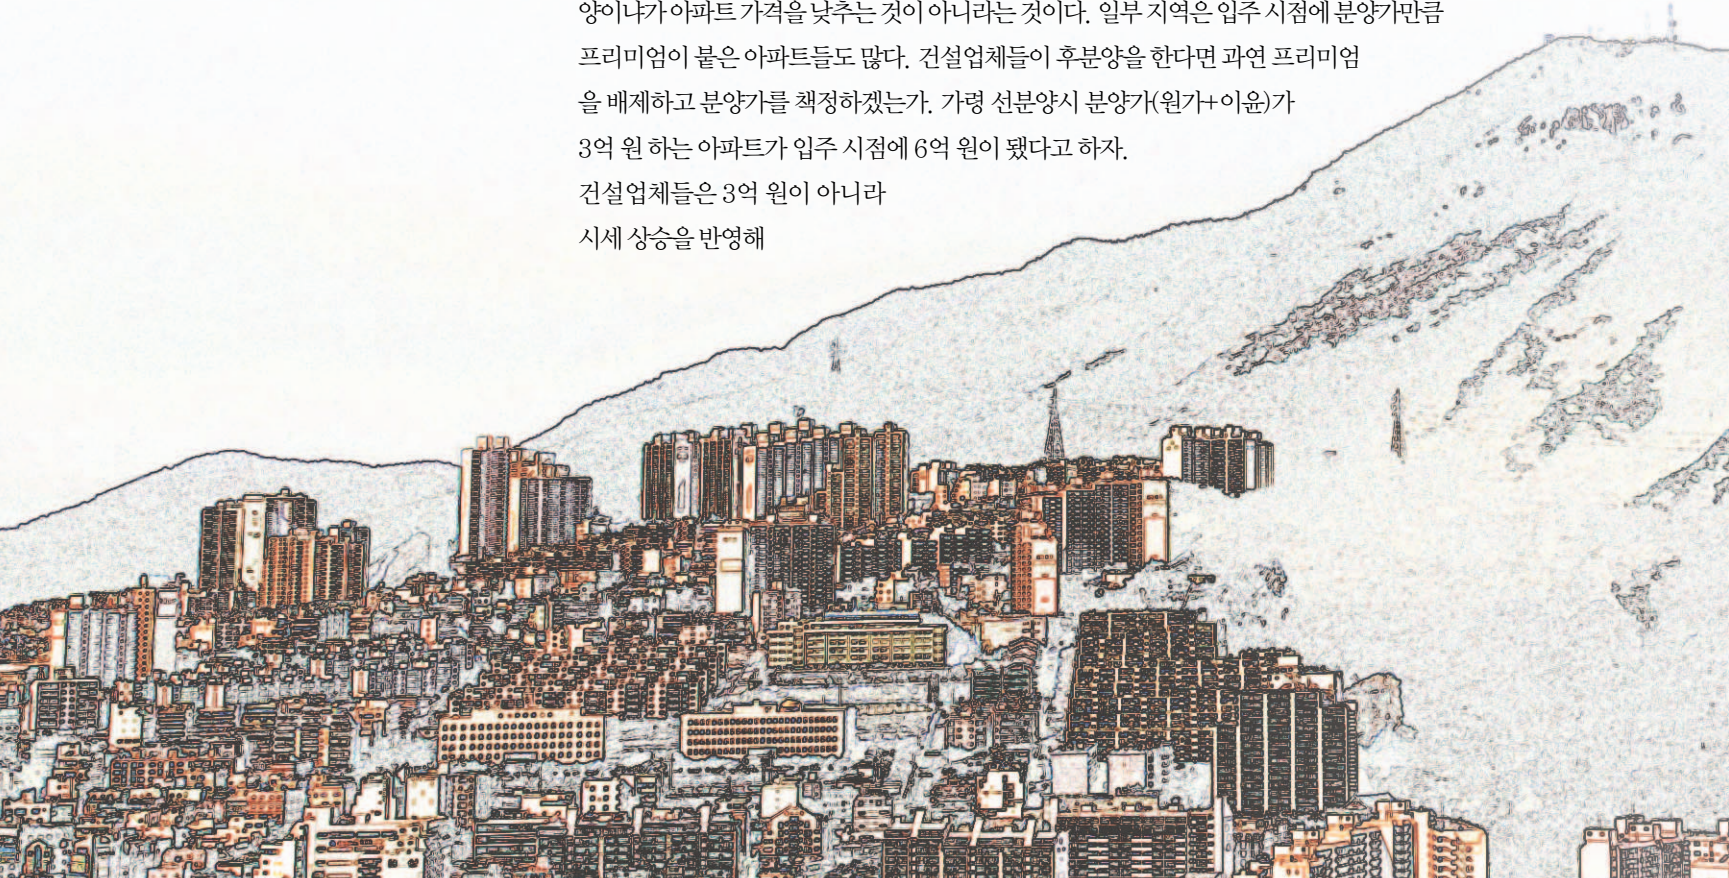 양이냐가 아파트 가격을 낮추는 것이 아니라는 것이다. 일부 지역은 입주 시점에 분양가만큼
프리미엄이 붙은 아파트들도 많다. 건설업체들이 후분양을 한다면 과연 프리미엄
을 배제하고 분양가를 책정하겠는가. 가령 선분양시 분양가(원가+이윤)가
3억 원 하는 아파트가 입주 시점에 6억 원이 됐다고 하자.
건설업체들은 3억 원이 아니라
시세 상승을 반영해